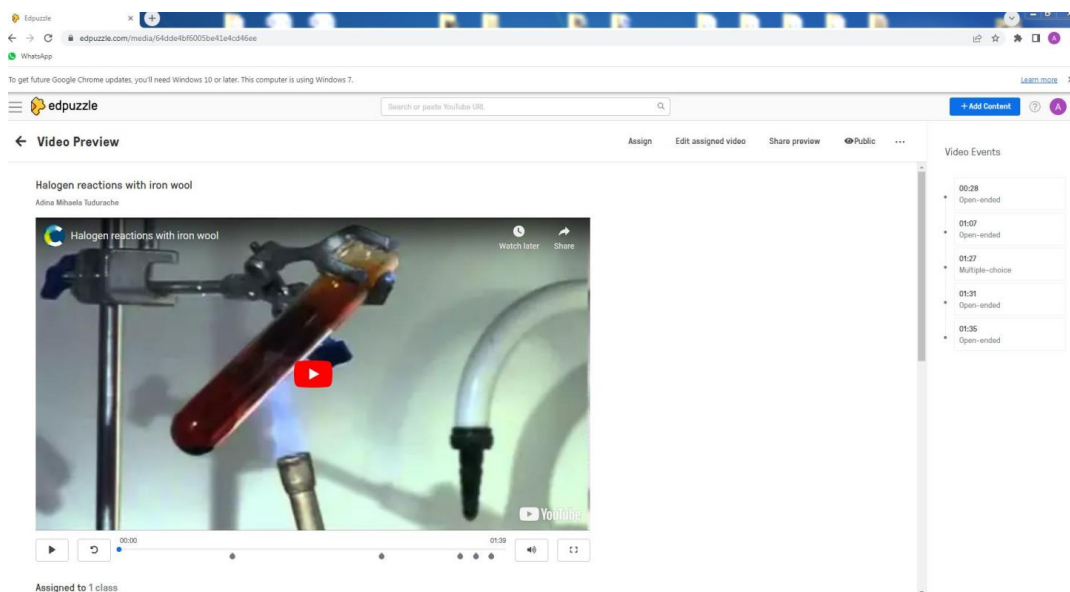 Edpuzzle
edpuzzle.com/media/64dde4bf6005be41e4cd46ee
A
WhatsApp
To get future Google Chrome updates, you'll need Windows 10 or later. This computer is using Windows 7.
Learn more
edpuzzle
Search or paste YouTube URL
+ Add Content
A
Video Preview
Assign
Edit assigned video
Share preview
Public
Video Events
Halogen reactions with iron wool
Adina Mihaela Tudurache
Halogen reactions with iron wool
Watch later
Share
YouTube
00:00
01:39
Assigned to 1 class
00:28
Open-ended
01:07
Open-ended
01:27
Multiple-choice
01:31
Open-ended
01:35
Open-ended